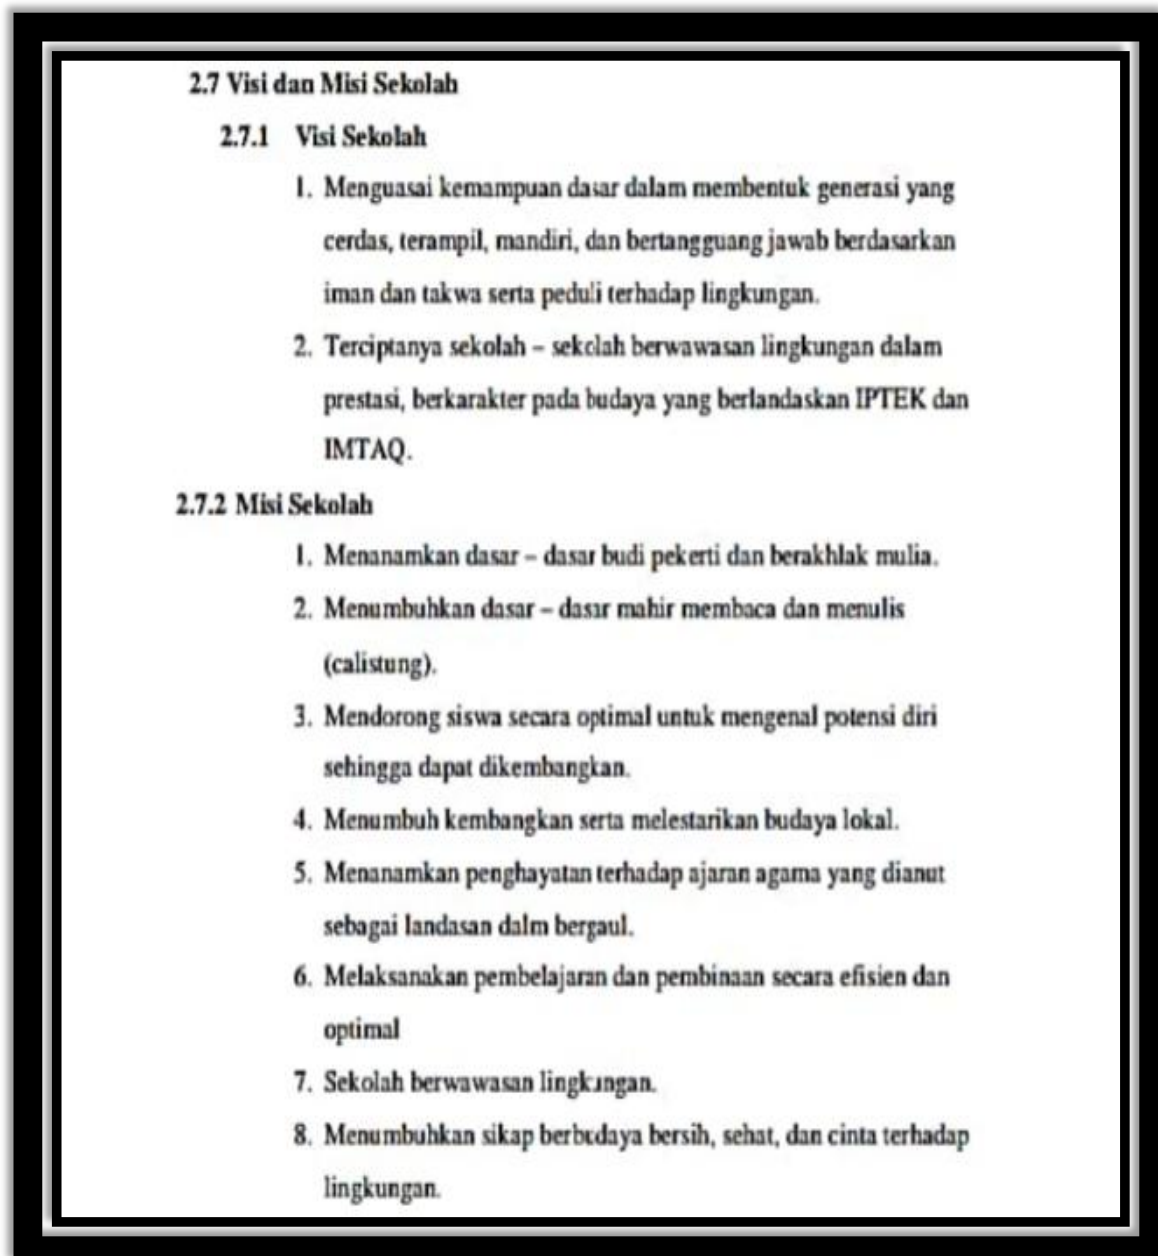 2.7 Visi dan Misi Sekolah
2.7.1 Visi Sekolah
1. Menguasai kemampuan dasar dalam membentuk generasi yang
cerdas, terampil, mandiri, dan bertangguang jawab berdasarkan
iman dan takwa serta peduli terhadap lingkungan.
2. Terciptanya sekolah – sekolah berwawasan lingkungan dalam
prestasi, berkarakter pada budaya yang berlandaskan IPTEK dan
IMTAQ.
2.7.2 Misi Sekolah
1. Menanamkan dasar – dasar budi pekerti dan berakhlak mulia.
2. Menumbuhkan dasar – dasar mahir membaca dan menulis
(calistung).
3. Mendorong siswa secara optimal untuk mengenal potensi diri
sehingga dapat dikembangkan.
4. Menumbuh kembangkan serta melestarikan budaya lokal.
5. Menanamkan penghayatan terhadap ajaran agama yang dianut
sebagai landasan dalm bergaul.
6. Melaksanakan pembelajaran dan pembinaan secara efisien dan
optimal
7. Sekolah berwawasan lingkungan.
8. Menumbuhkan sikap berbudaya bersih, sehat, dan cinta terhadap
lingkungan.